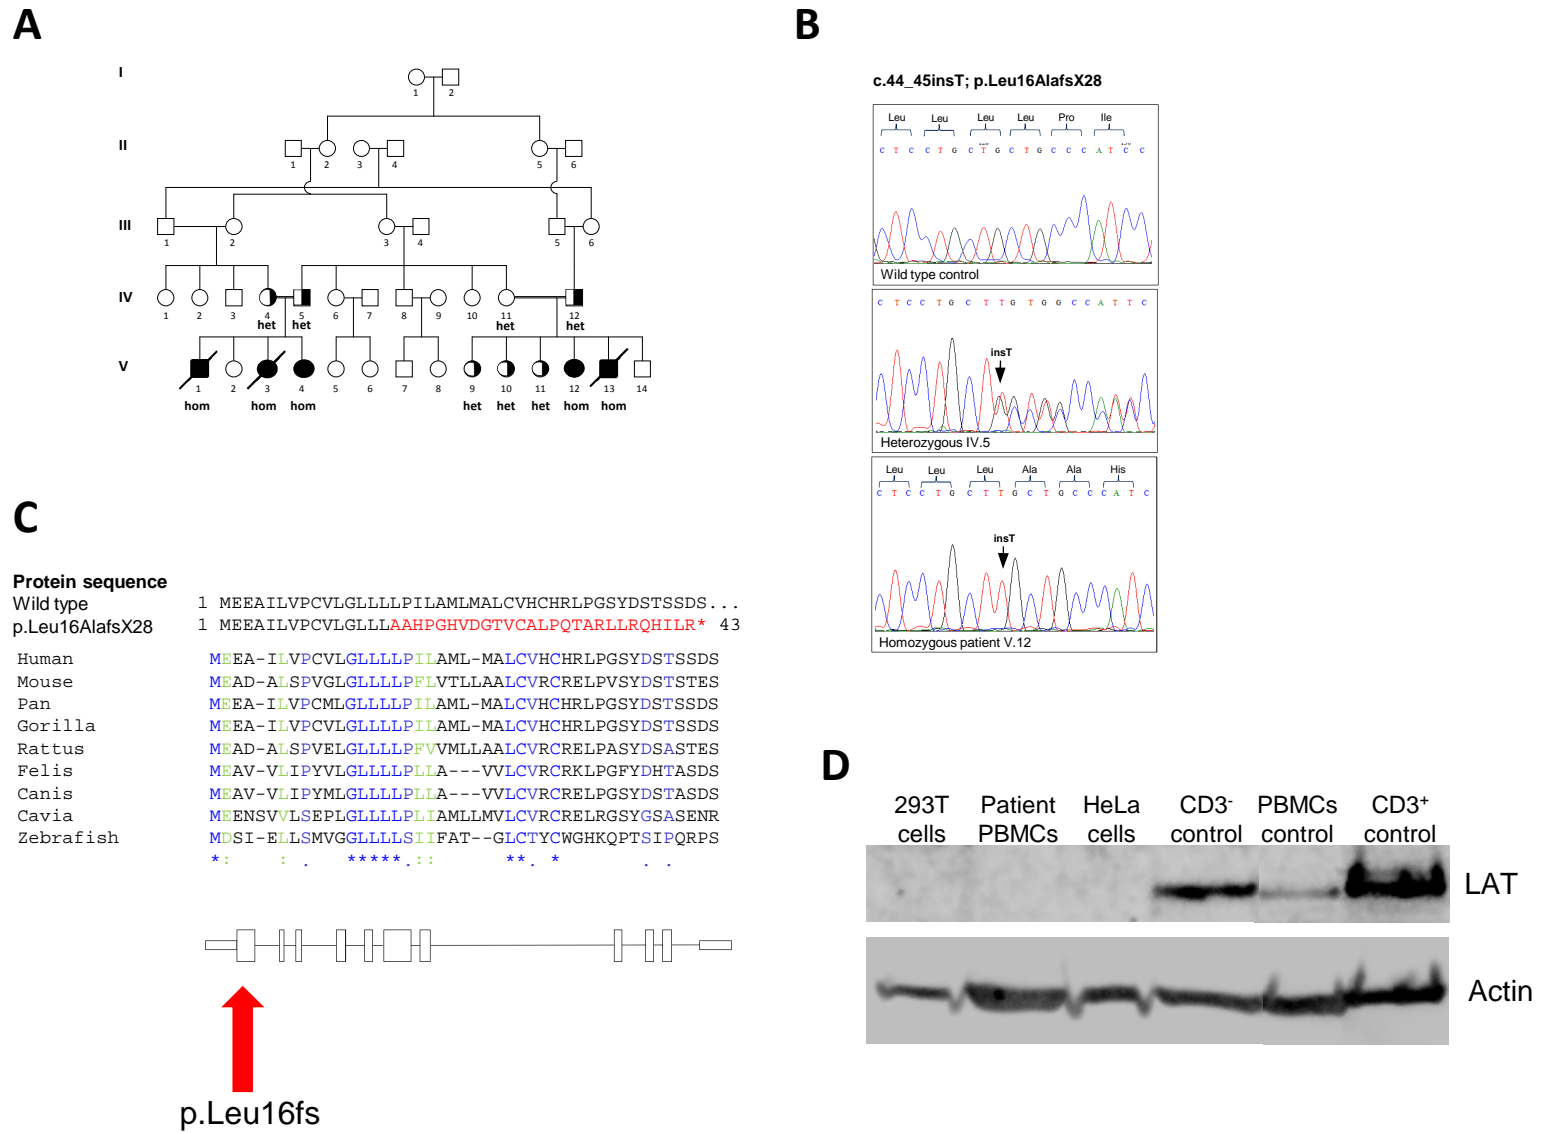 A
I
1 2
II
1 2 3 4 5 6
III
1 2 3 4 5 6
IV
1 2 3 4 5 6 7 8 9 10 11 12
het het het het
V
1 2 3 4 5 6 7 8 9 10 11 12 13 14
hom hom hom het het het hom hom
B
c.44_45insT; p.Leu16AlafsX28
Leu Leu Leu Leu Pro Ile
C T C C T G C T G C T G C C C A T C C
Wild type control
C T C C T G C T T G T G G C C A T T C
insT
Heterozygous IV.5
Leu Leu Leu Ala Ala His
C T C C T G C T T G C T G C C C A T C
insT
Homozygous patient V.12
C
Protein sequence
Wild type 1 MEEAILVPCVLGLLLLPILAMLMALCVHCHRLPGSYDSTSSDS...
p.Leu16AlafsX28 1 MEEAILVPCVLGLLLAAHPGHVDGTVCALPQTARLLRQHILR* 43
Human MEEA-ILVPCVLGLLLLPILAML-MALCVHCHRLPGSYDSTSSDS
Mouse MEAD-ALSPVGLGLLLLPFLVTLLAALCVRCRELPVSYDSTSTES
Pan MEEA-ILVPCMLGLLLLPILAML-MALCVHCHRLPGSYDSTSSDS
Gorilla MEEA-ILVPCVLGLLLLPILAML-MALCVHCHRLPGSYDSTSSDS
Rattus MEAD-ALSPVELGLLLLPFVVMLLAALCVRCRELPASYDSASTES
Felis MEAV-VLIPYVLGLLLLPLLA---VVLCVRCRKLPGFYDHTASDS
Canis MEAV-VLIPYMLGLLLLPLLA---VVLCVRCRELPGSYDSTASDS
Cavia MEENSVVLSEPLGLLLLPLIAMLLMVLCVRCRELPGSYGSASENR
Zebrafish MDSI-ELLSMVGGLLLLSIIFAT--GLCTYCWGHKQPTSIPQRPS
*: : . *****.:: **. * . .
p.Leu16fs
D
293T Patient HeLa CD3- PBMCs CD3+
cells PBMCs cells control control control
LAT
Actin